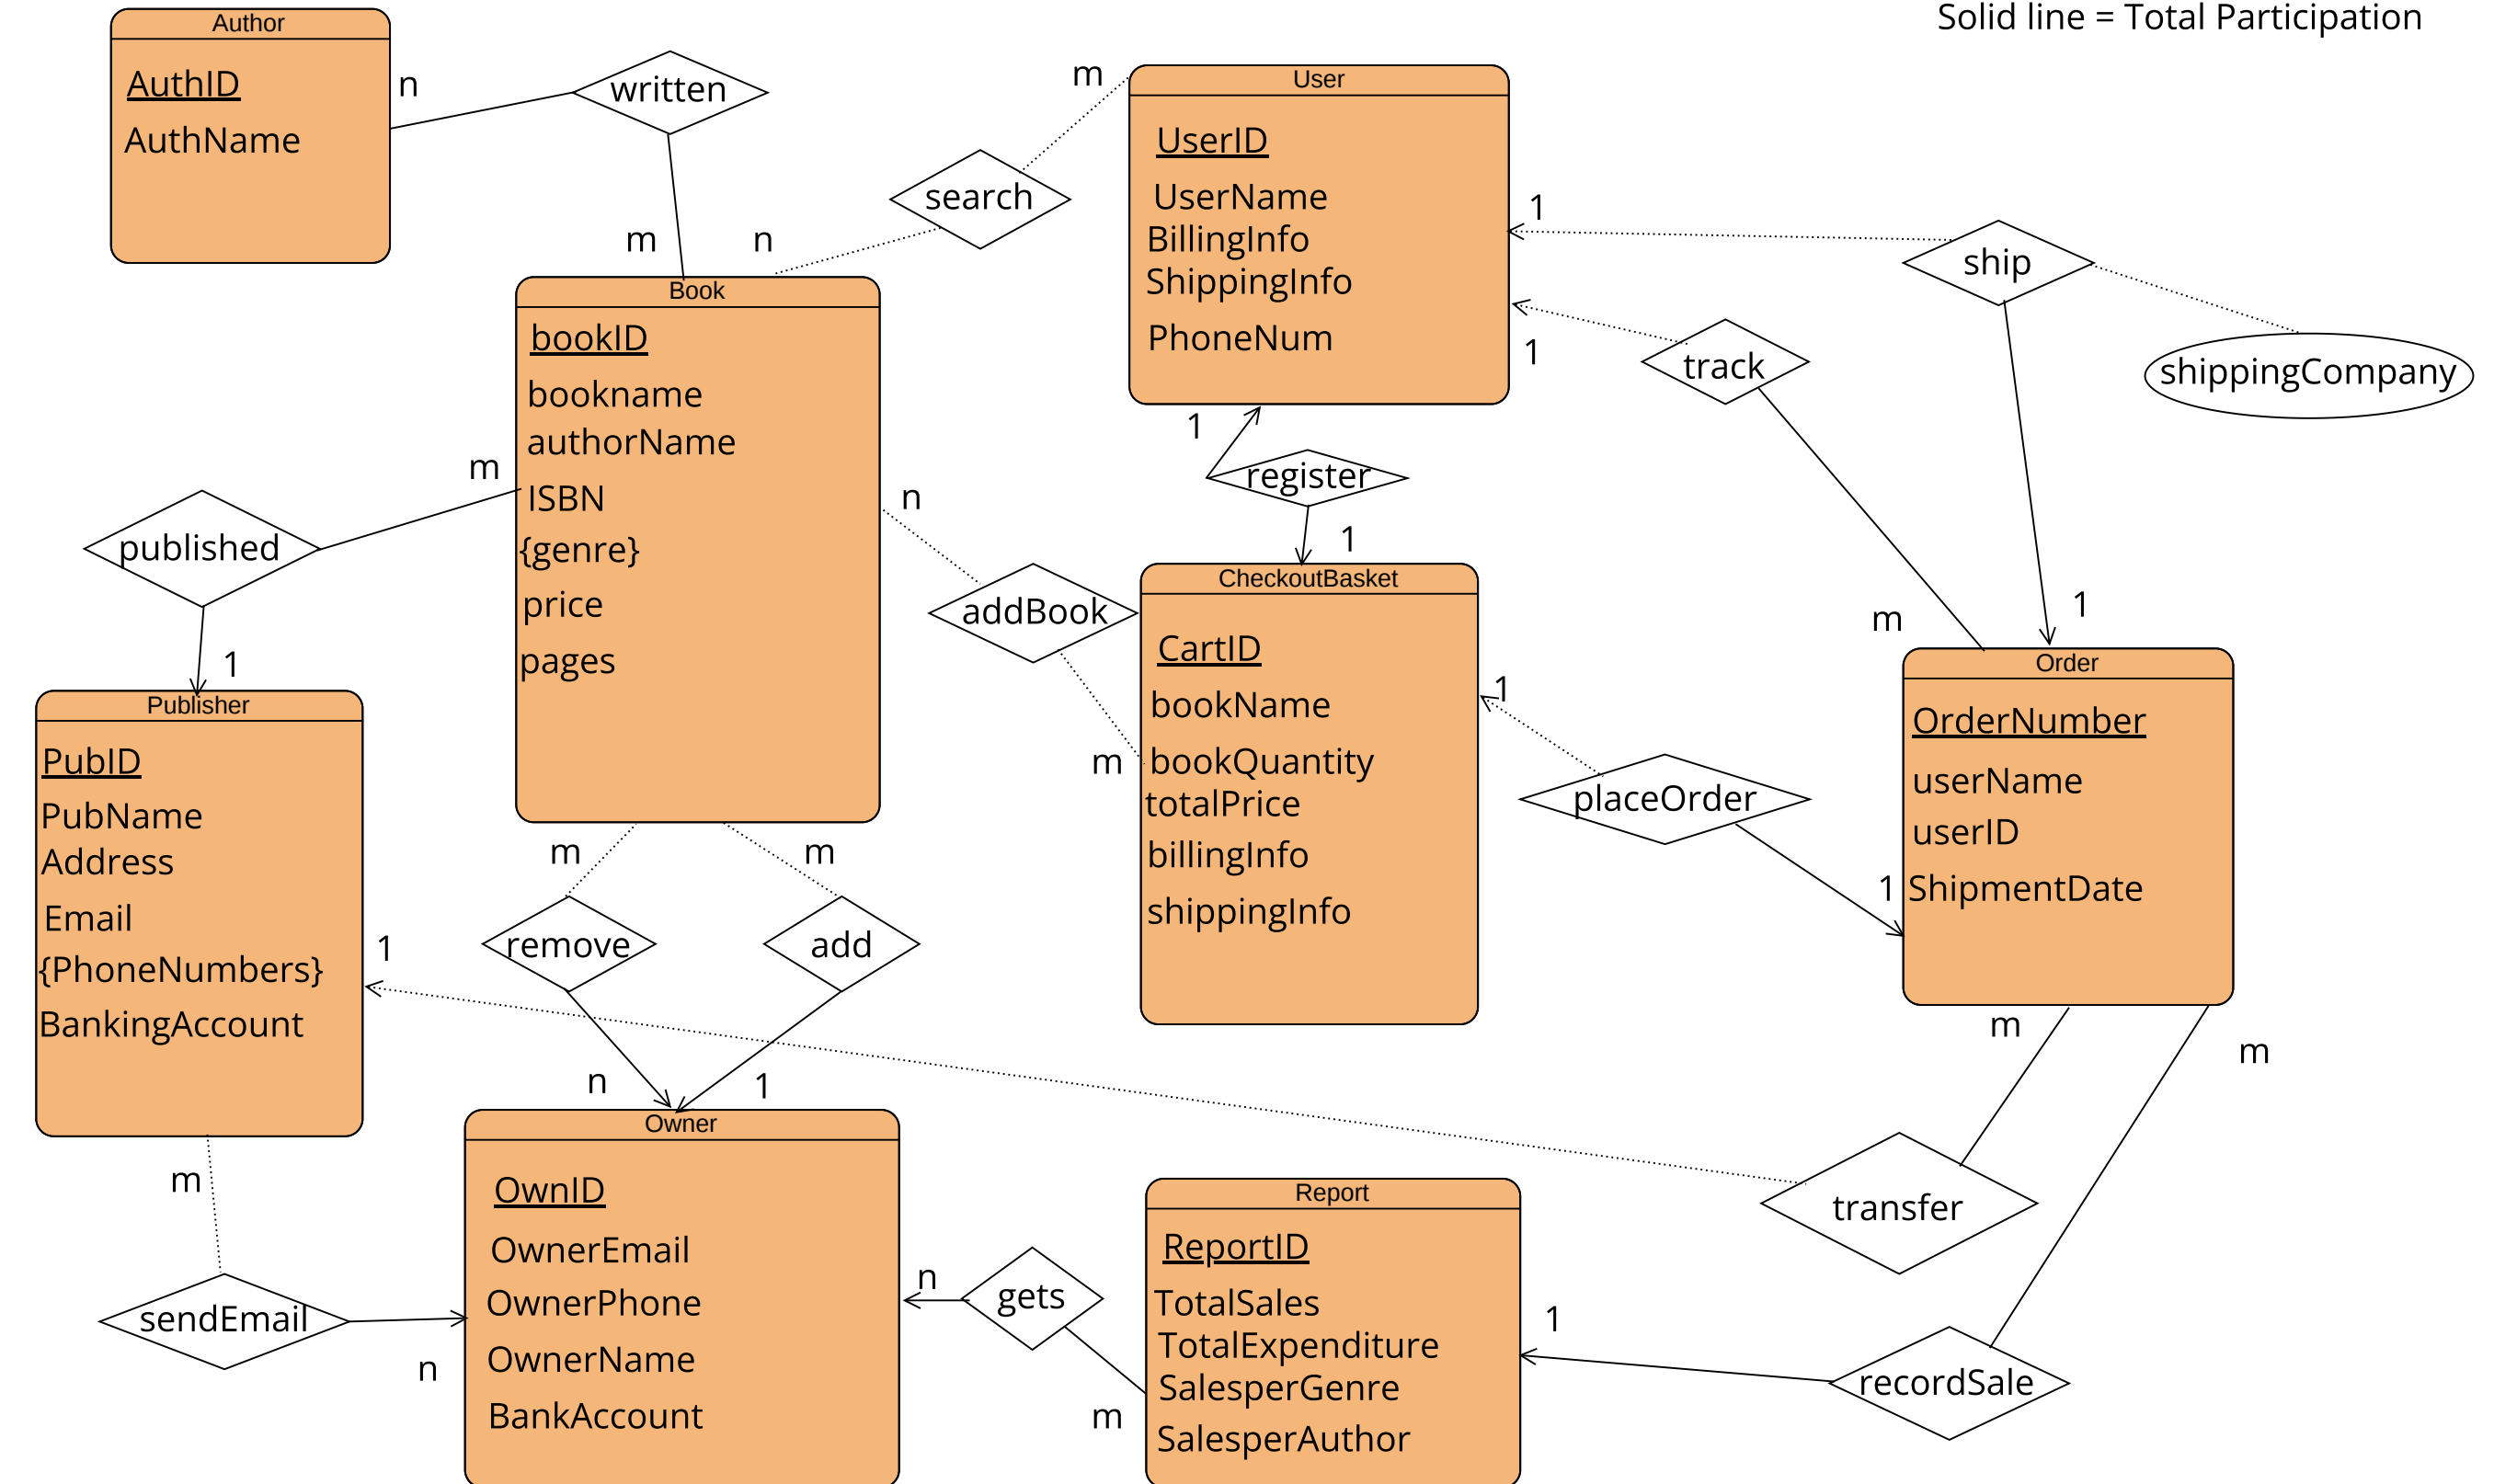 Solid line = Total Participation
Author
AuthID
AuthName
n
written
m
search
m
n
User
UserID
UserName
BillingInfo
ShippingInfo
PhoneNum
1
ship
shippingCompany
1
track
1
m
Book
bookID
bookname
authorName
ISBN
{genre}
price
pages
m
published
1
n
addBook
m
1
register
1
CheckoutBasket
CartID
bookName
bookQuantity
totalPrice
billingInfo
shippingInfo
1
placeOrder
1
Order
OrderNumber
userName
userID
ShipmentDate
Publisher
PubID
PubName
Address
Email
{PhoneNumbers}
BankingAccount
1
m
remove
n
m
add
1
m
m
transfer
m
sendEmail
n
Owner
OwnID
OwnerEmail
OwnerPhone
OwnerName
BankAccount
n
gets
m
Report
ReportID
TotalSales
TotalExpenditure
SalesperGenre
SalesperAuthor
1
recordSale